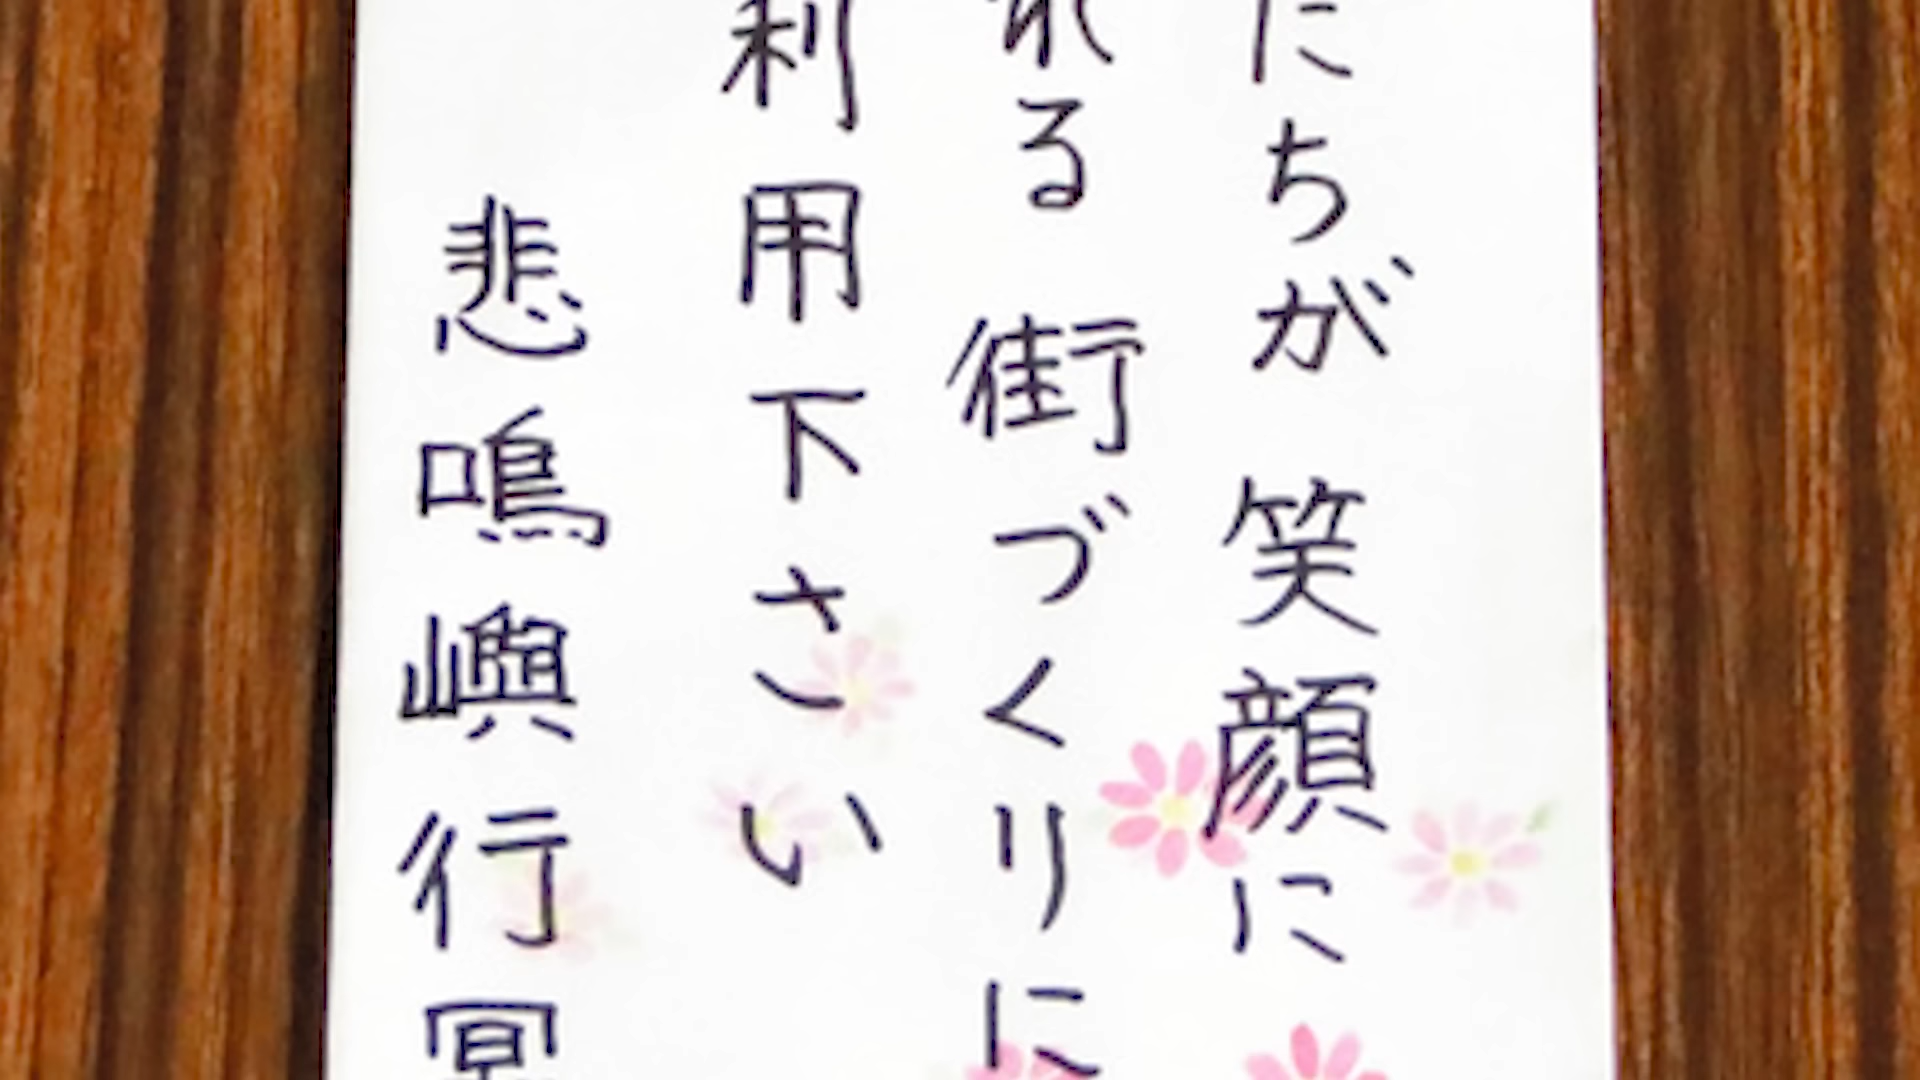 たちが笑顔に
れる街づくりに
利用下さい
悲鳴嶼行冥